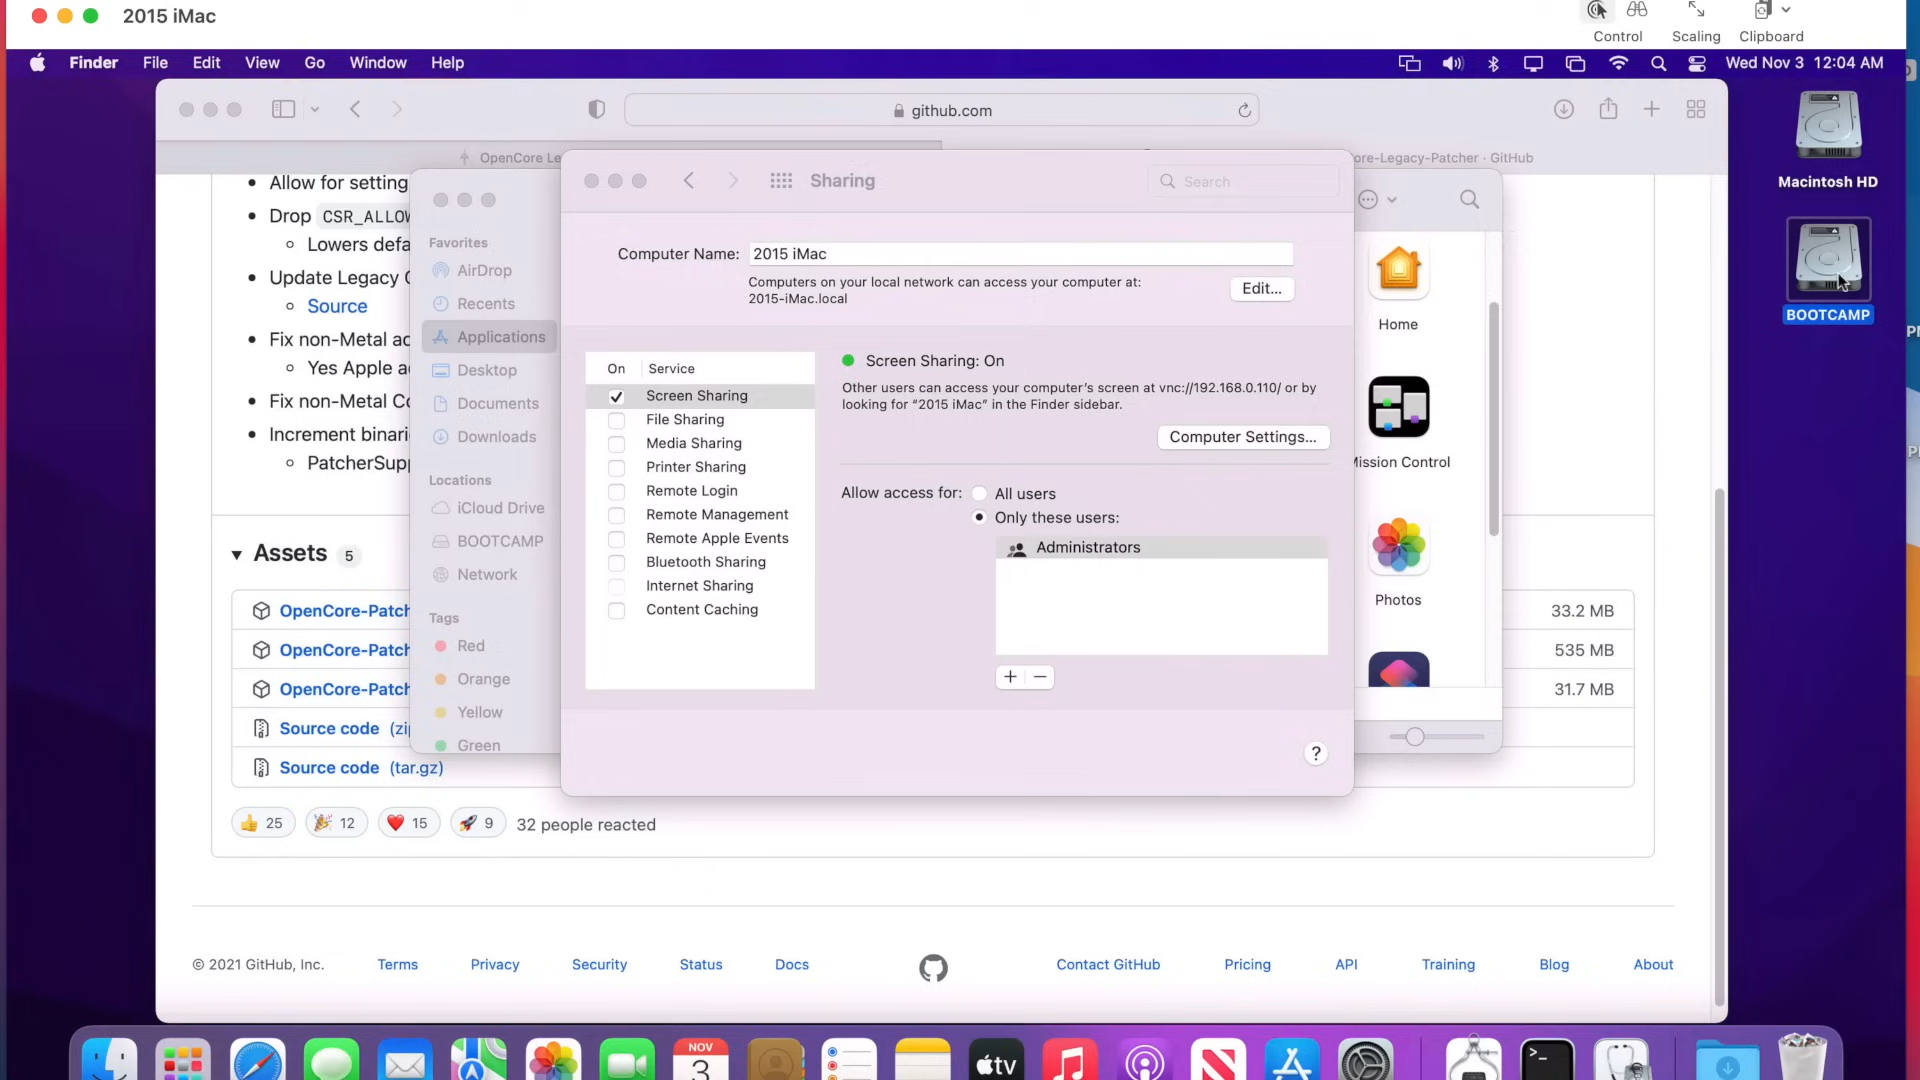 2015 iMac
Control
Scaling
Clipboard
Finder File Edit View Go Window Help
Wed Nov 3 12:04 AM
github.com
OpenCore Le
ore-Legacy-Patcher · GitHub
Allow for setting
Drop CSR_ALLOW
Lowers defa
Update Legacy
Source
Fix non-Metal ac
Yes Apple a
Fix non-Metal Co
Increment binari
PatcherSupp
Assets 5
OpenCore-Patch
33.2 MB
OpenCore-Patch
535 MB
OpenCore-Patch
31.7 MB
Source code (zip
Source code (tar.gz)
25
12
15
9
32 people reacted
© 2021 GitHub, Inc.
Terms
Privacy
Security
Status
Docs
Contact GitHub
Pricing
API
Training
Blog
About
Favorites
AirDrop
Recents
Applications
Desktop
Documents
Downloads
Locations
iCloud Drive
BOOTCAMP
Network
Tags
Red
Orange
Yellow
Green
Sharing
Search
Computer Name: 2015 iMac
Computers on your local network can access your computer at:
2015-iMac.local
Edit...
On Service
Screen Sharing
File Sharing
Media Sharing
Printer Sharing
Remote Login
Remote Management
Remote Apple Events
Bluetooth Sharing
Internet Sharing
Content Caching
Screen Sharing: On
Other users can access your computer’s screen at vnc://192.168.0.110/ or by
looking for “2015 iMac” in the Finder sidebar.
Computer Settings...
Allow access for: All users
Only these users:
Administrators
+ −
?
Home
Mission Control
Photos
Macintosh HD
BOOTCAMP
NOV
3
tv